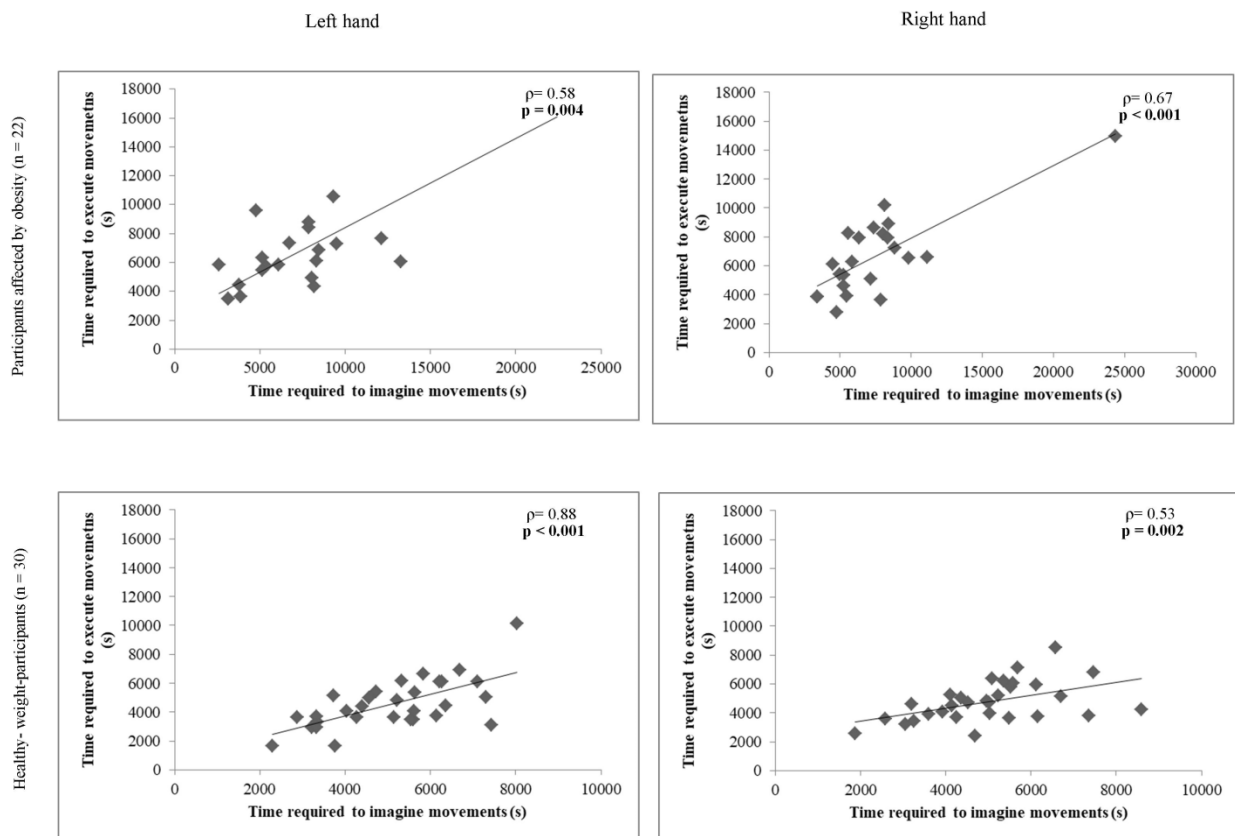 Left hand
Right hand
Participants affected by obesity (n = 22)
Time required to execute movemetns
(s)
18000
16000
14000
12000
10000
8000
6000
4000
2000
0
ρ= 0.58
p = 0.004
0
5000
10000
15000
20000
25000
Time required to imagine movements (s)
Time required to execute movemetns
(s)
18000
16000
14000
12000
10000
8000
6000
4000
2000
0
ρ= 0.67
p < 0.001
0
5000
10000
15000
20000
25000
30000
Time required to imagine movements (s)
Healthy- weight-participants (n = 30)
Time required to execute movemetns
(s)
18000
16000
14000
12000
10000
8000
6000
4000
2000
0
ρ= 0.88
p < 0.001
0
2000
4000
6000
8000
10000
Time required to imagine movements (s)
Time required to execute movemetns
(s)
18000
16000
14000
12000
10000
8000
6000
4000
2000
0
ρ= 0.53
p = 0.002
0
2000
4000
6000
8000
10000
Time required to imagine movements (s)